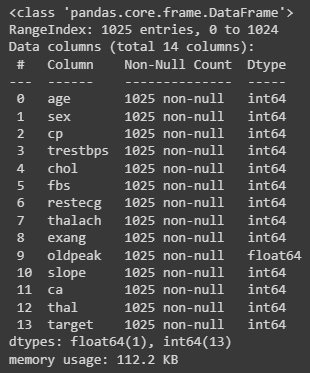 <class 'pandas.core.frame.DataFrame'>
RangeIndex: 1025 entries, 0 to 1024
Data columns (total 14 columns):
 #   Column    Non-Null Count  Dtype
---  ------    --------------  -----
 0   age       1025 non-null   int64
 1   sex       1025 non-null   int64
 2   cp        1025 non-null   int64
 3   trestbps  1025 non-null   int64
 4   chol      1025 non-null   int64
 5   fbs       1025 non-null   int64
 6   restecg   1025 non-null   int64
 7   thalach   1025 non-null   int64
 8   exang     1025 non-null   int64
 9   oldpeak   1025 non-null   float64
 10  slope     1025 non-null   int64
 11  ca        1025 non-null   int64
 12  thal      1025 non-null   int64
 13  target    1025 non-null   int64
dtypes: float64(1), int64(13)
memory usage: 112.2 KB